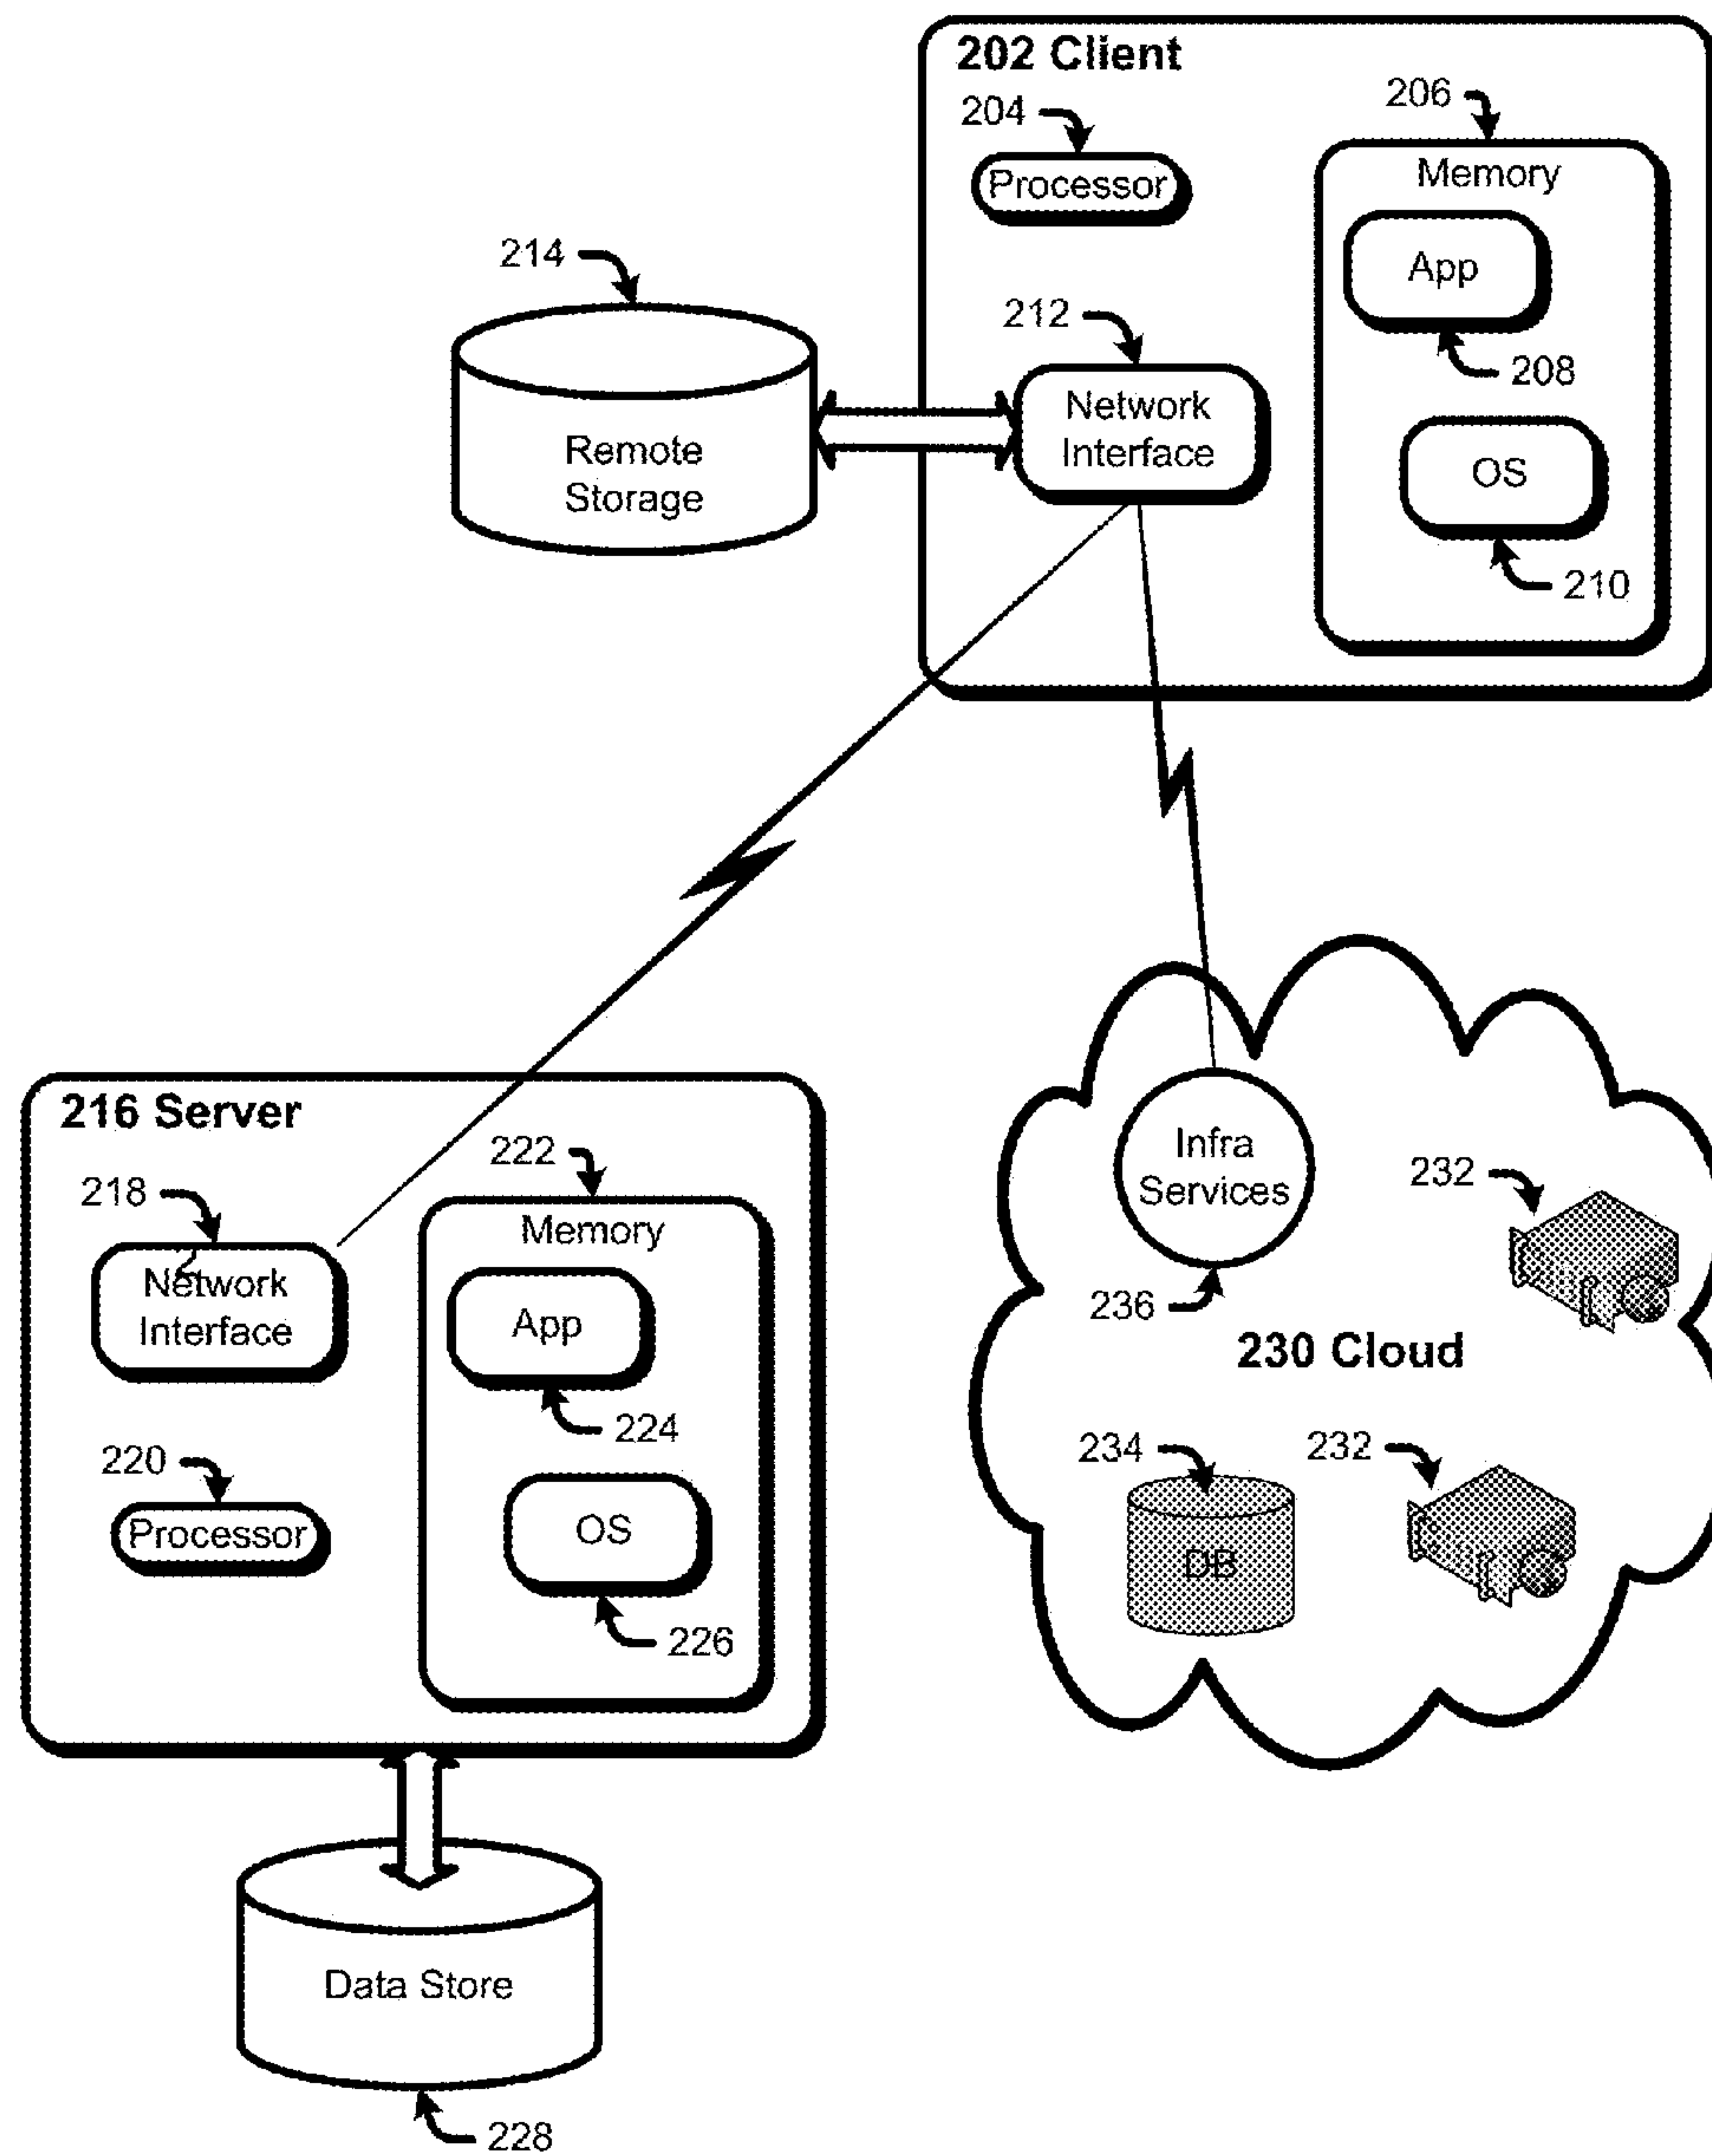 202 Client
204
206
Processor
Memory
App
208
214
212
Network
Interface
Remote
Storage
OS
210
216 Server
218
222
Network
Interface
Memory
App
224
220
Processor
OS
226
Infra
Services
232
236
230 Cloud
234
232
DB
Data Store
228